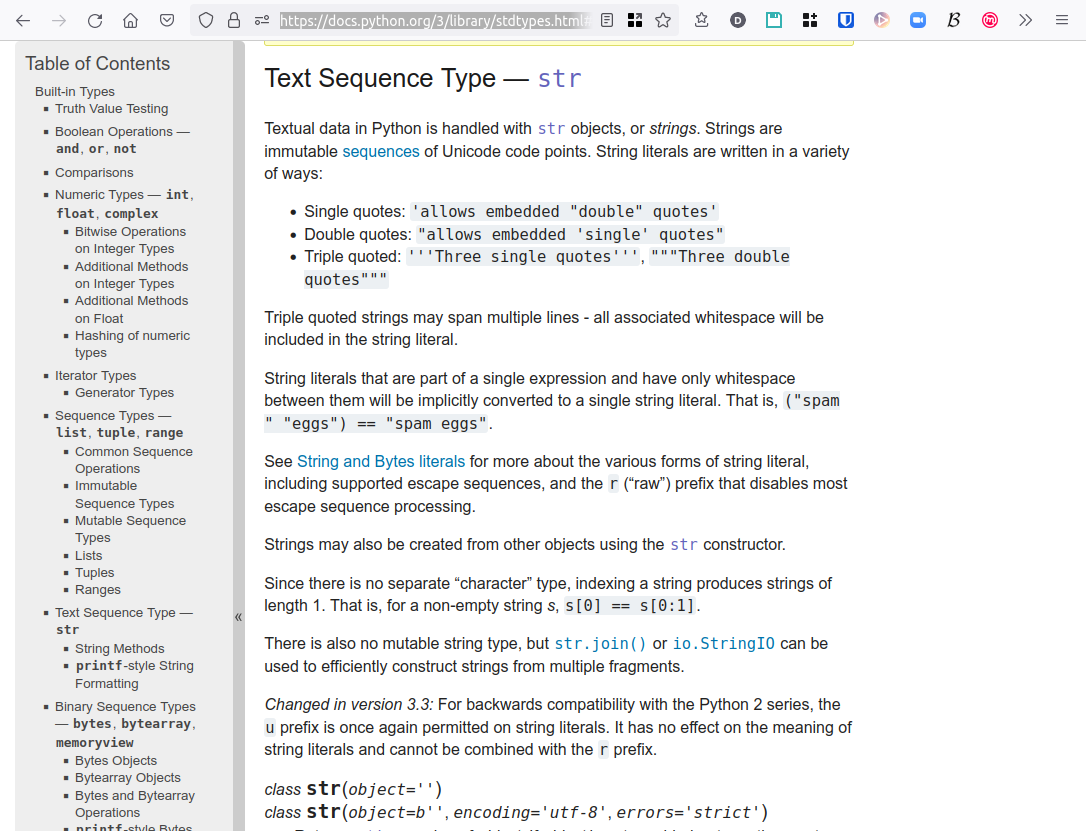 https://docs.python.org/3/library/stdtypes.html#
Table of Contents
Built-in Types
Truth Value Testing
Boolean Operations —
and, or, not
Comparisons
Numeric Types — int,
float, complex
Bitwise Operations
on Integer Types
Additional Methods
on Integer Types
Additional Methods
on Float
Hashing of numeric
types
Iterator Types
Generator Types
Sequence Types —
list, tuple, range
Common Sequence
Operations
Immutable
Sequence Types
Mutable Sequence
Types
Lists
Tuples
Ranges
Text Sequence Type —
str
String Methods
printf-style String
Formatting
Binary Sequence Types
— bytes, bytearray,
memoryview
Bytes Objects
Bytearray Objects
Bytes and Bytearray
Operations
printf-style Bytes
«
Text Sequence Type — str
Textual data in Python is handled with str objects, or strings. Strings are
immutable sequences of Unicode code points. String literals are written in a variety
of ways:
• Single quotes: 'allows embedded "double" quotes'
• Double quotes: "allows embedded 'single' quotes"
• Triple quoted: '''Three single quotes''', """Three double
quotes"""
Triple quoted strings may span multiple lines - all associated whitespace will be
included in the string literal.
String literals that are part of a single expression and have only whitespace
between them will be implicitly converted to a single string literal. That is, ("spam
" "eggs") == "spam eggs".
See String and Bytes literals for more about the various forms of string literal,
including supported escape sequences, and the r (“raw”) prefix that disables most
escape sequence processing.
Strings may also be created from other objects using the str constructor.
Since there is no separate “character” type, indexing a string produces strings of
length 1. That is, for a non-empty string s, s[0] == s[0:1].
There is also no mutable string type, but str.join() or io.StringIO can be
used to efficiently construct strings from multiple fragments.
Changed in version 3.3: For backwards compatibility with the Python 2 series, the
u prefix is once again permitted on string literals. It has no effect on the meaning of
string literals and cannot be combined with the r prefix.
class str(object='')
class str(object=b'', encoding='utf-8', errors='strict')